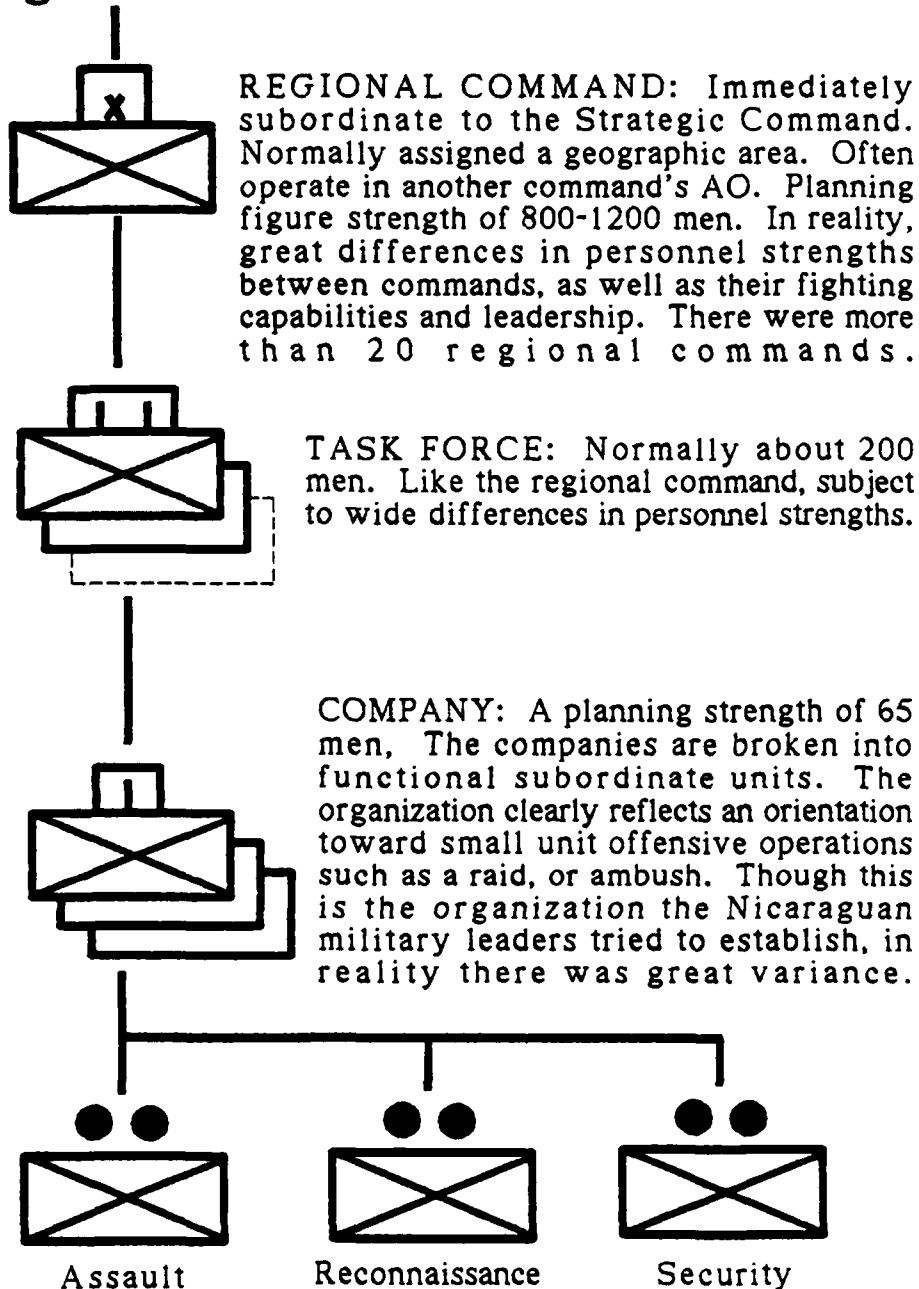 x
REGIONAL COMMAND: Immediately
subordinate to the Strategic Command.
Normally assigned a geographic area. Often
operate in another command's AO. Planning
figure strength of 800-1200 men. In reality,
great differences in personnel strengths
between commands, as well as their fighting
capabilities and leadership. There were more
than 20 regional commands.
TASK FORCE: Normally about 200
men. Like the regional command, subject
to wide differences in personnel strengths.
COMPANY: A planning strength of 65
men, The companies are broken into
functional subordinate units. The
organization clearly reflects an orientation
toward small unit offensive operations
such as a raid, or ambush. Though this
is the organization the Nicaraguan
military leaders tried to establish, in
reality there was great variance.
Assault Reconnaissance Security